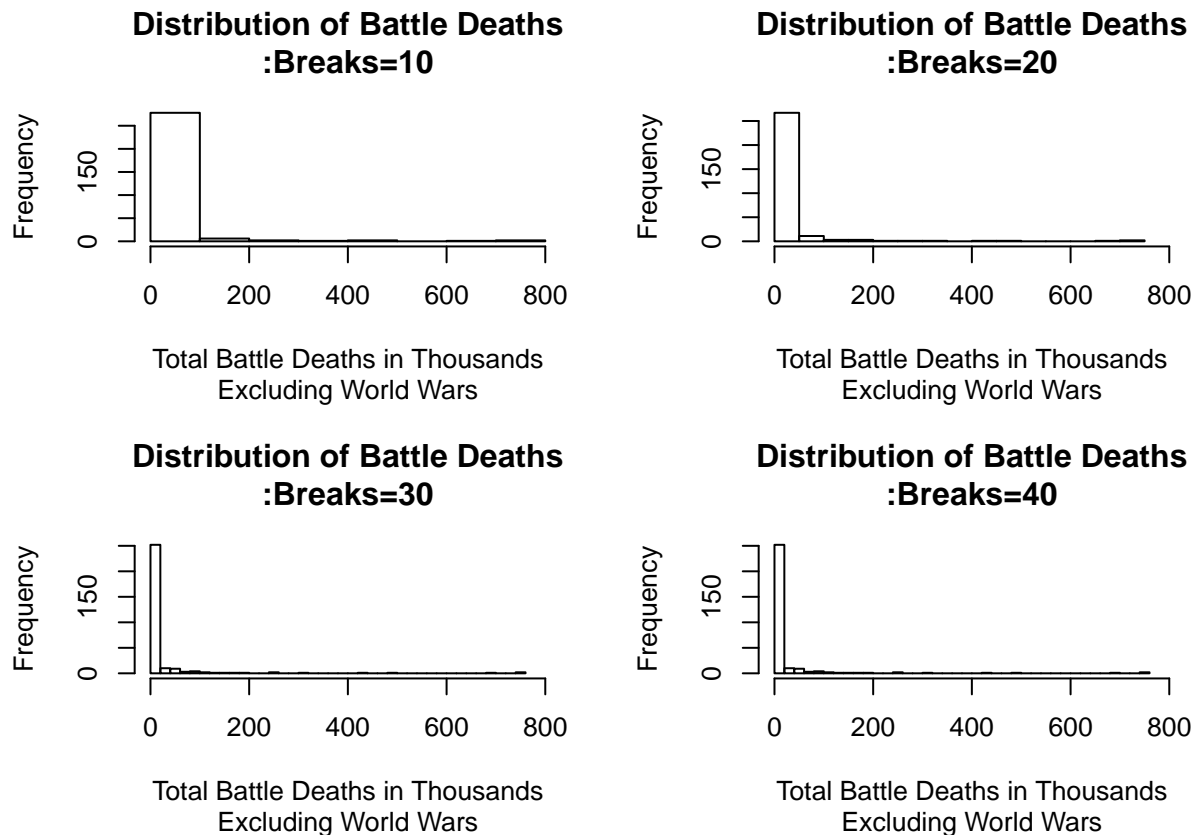 Distribution of Battle Deaths
:Breaks=10
Frequency
150
0
0 200 400 600 800
Total Battle Deaths in Thousands
Excluding World Wars
Distribution of Battle Deaths
:Breaks=20
Frequency
150
0
0 200 400 600 800
Total Battle Deaths in Thousands
Excluding World Wars
Distribution of Battle Deaths
:Breaks=30
Frequency
150
0
0 200 400 600 800
Total Battle Deaths in Thousands
Excluding World Wars
Distribution of Battle Deaths
:Breaks=40
Frequency
150
0
0 200 400 600 800
Total Battle Deaths in Thousands
Excluding World Wars